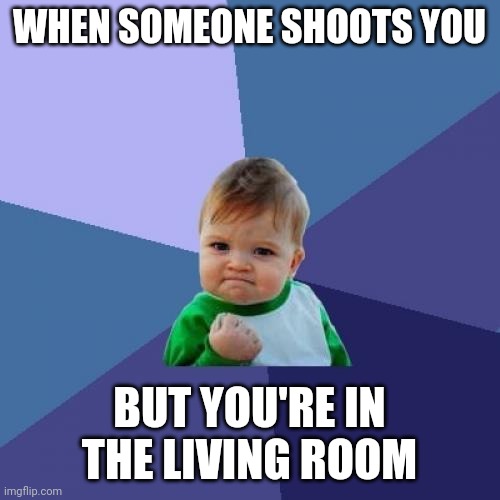 WHEN SOMEONE SHOOTS YOU
BUT YOU'RE IN
THE LIVING ROOM
imgflip.com